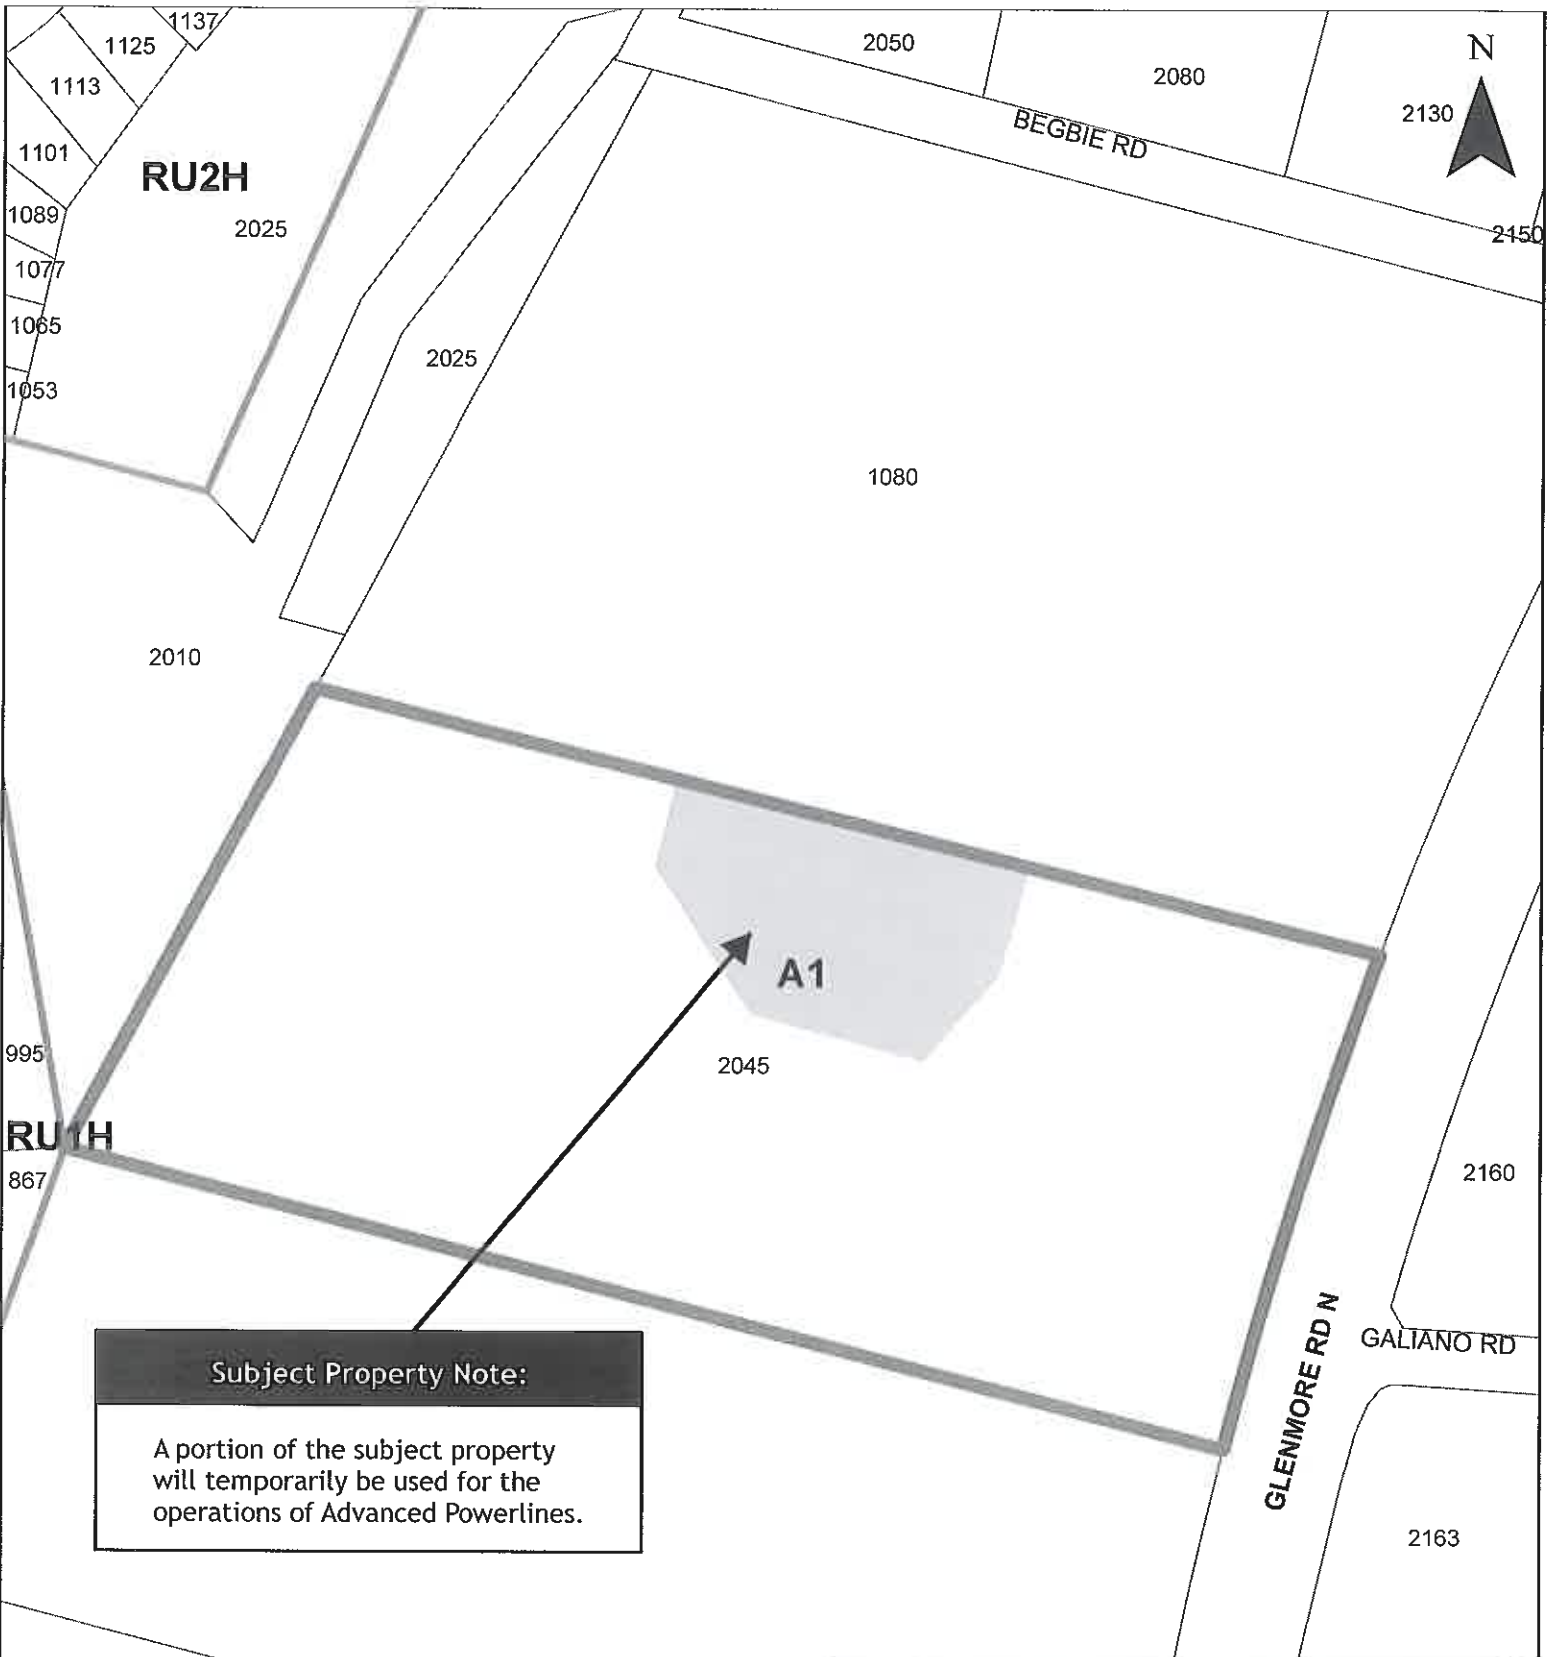 1137
1125
2050
N
2080
1113
2130
BEGBIE RD
1101
RU2H
1089
2025
2150
1077
1065
2025
1053
1080
2010
A1
995
2045
RU1H
867
2160
GLENMORE RD N
GALIANO RD
Subject Property Note:
A portion of the subject property
will temporarily be used for the
operations of Advanced Powerlines.
2163